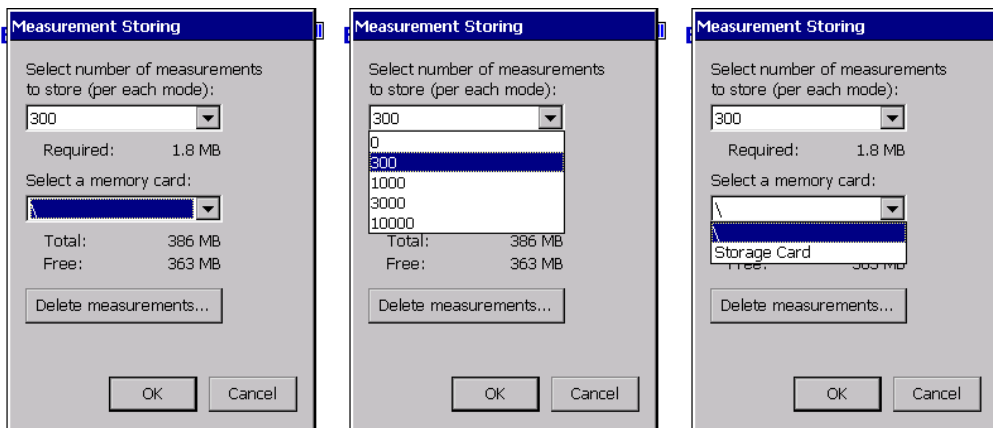 Measurement Storing
Select number of measurements
to store (per each mode):
300
Required: 1.8 MB
Select a memory card:
\
Total: 386 MB
Free: 363 MB
Delete measurements...
OK Cancel
Measurement Storing
Select number of measurements
to store (per each mode):
300
0
300
1000
3000
10000
Total: 386 MB
Free: 363 MB
Delete measurements...
OK Cancel
Measurement Storing
Select number of measurements
to store (per each mode):
300
Required: 1.8 MB
Select a memory card:
\
\
Storage Card
Free: 363 MB
Delete measurements...
OK Cancel